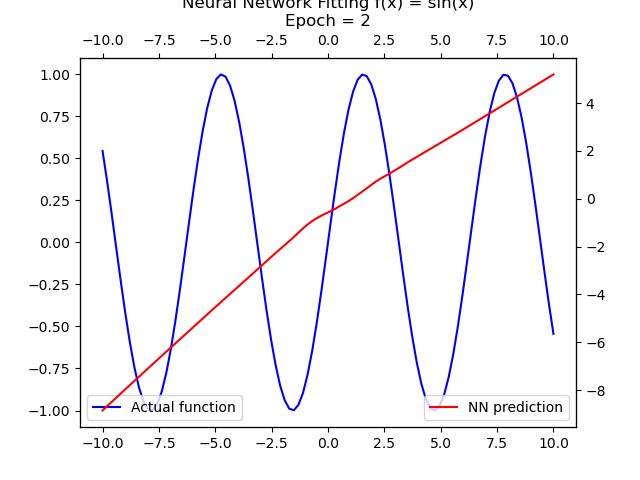 Neural Network Fitting f(x) = sin(x)
Epoch = 2
−10.0 −7.5 −5.0 −2.5 0.0 2.5 5.0 7.5 10.0
1.00
0.75
0.50
0.25
0.00
−0.25
−0.50
−0.75
−1.00
4
2
0
−2
−4
−6
−8
Actual function
NN prediction
−10.0 −7.5 −5.0 −2.5 0.0 2.5 5.0 7.5 10.0